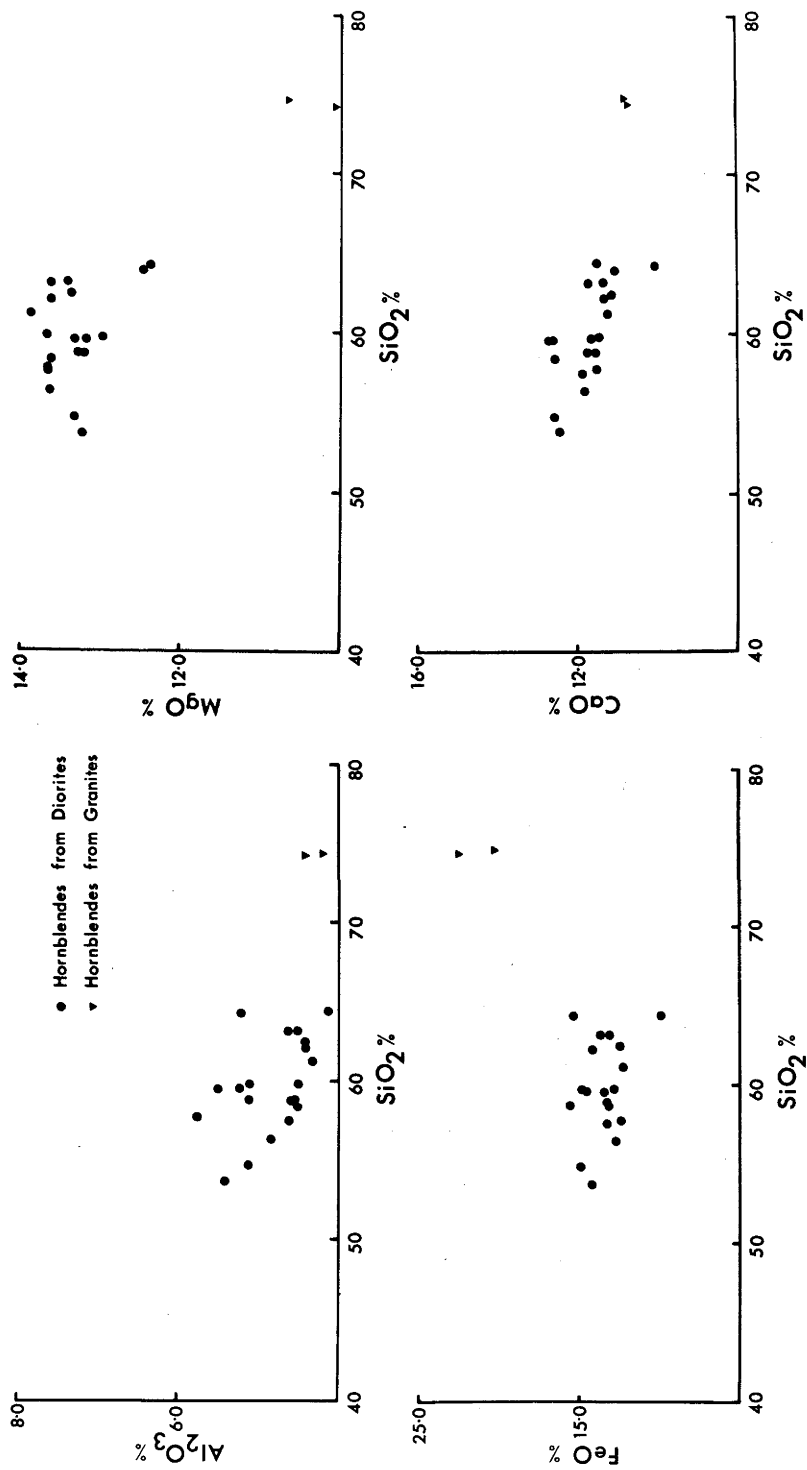 ● Hornblendes from Diorites
▼ Hornblendes from Granites
8·0
6·0
Al2O3 %
40
50
60
70
80
SiO2 %
14·0
12·0
MgO %
40
50
60
70
80
SiO2 %
25·0
15·0
FeO %
40
50
60
70
80
SiO2 %
16·0
12·0
CaO %
40
50
60
70
80
SiO2 %